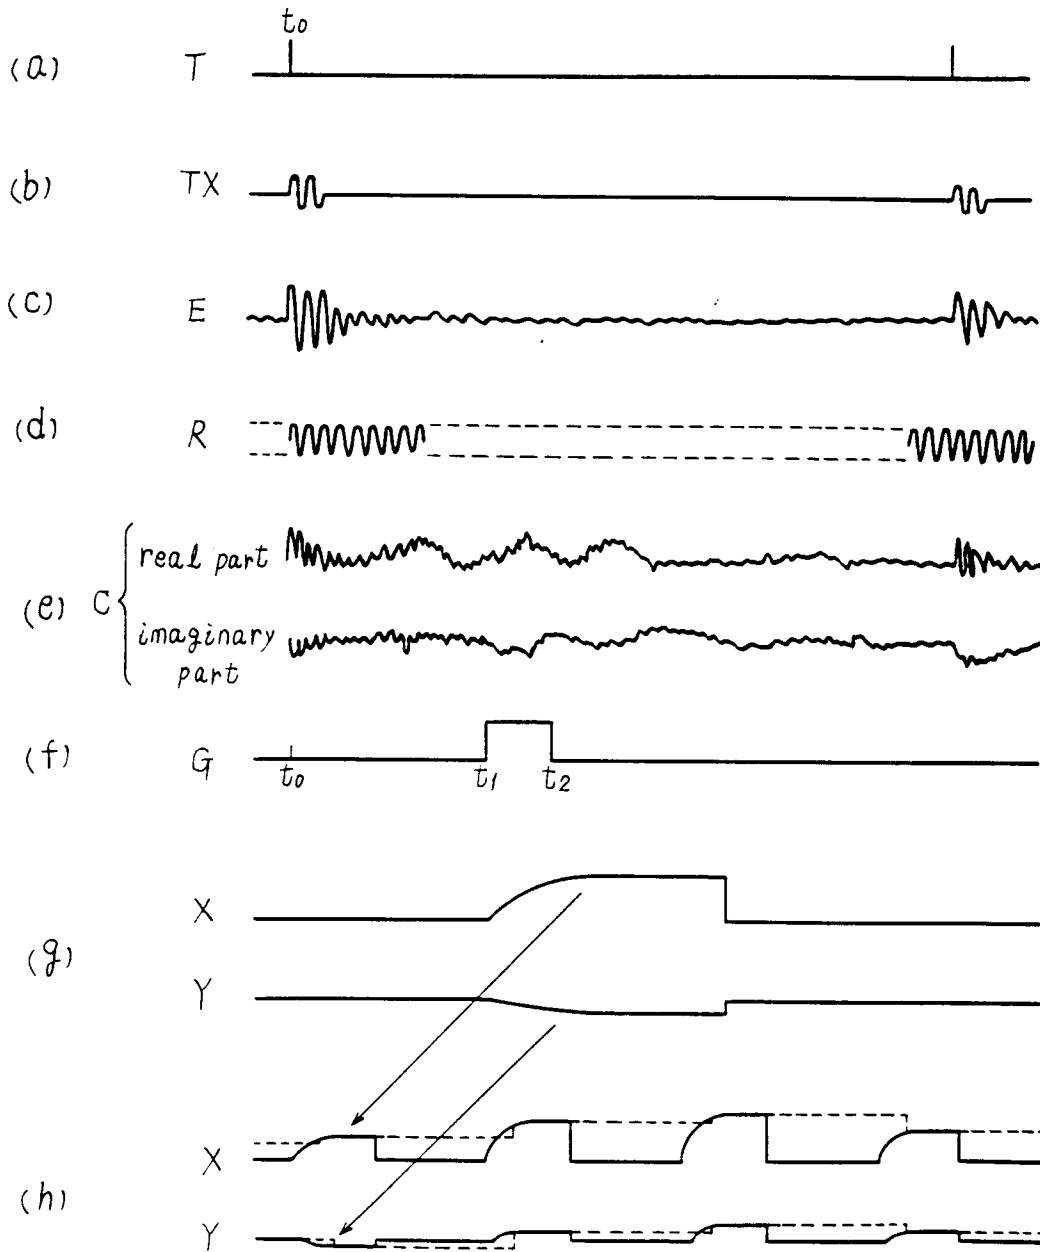 t0
(a) T
(b) TX
(c) E
(d) R
(e) C { real part
imaginary
part
(f) G t0 t1 t2
X
(g)
Y
X
(h)
Y